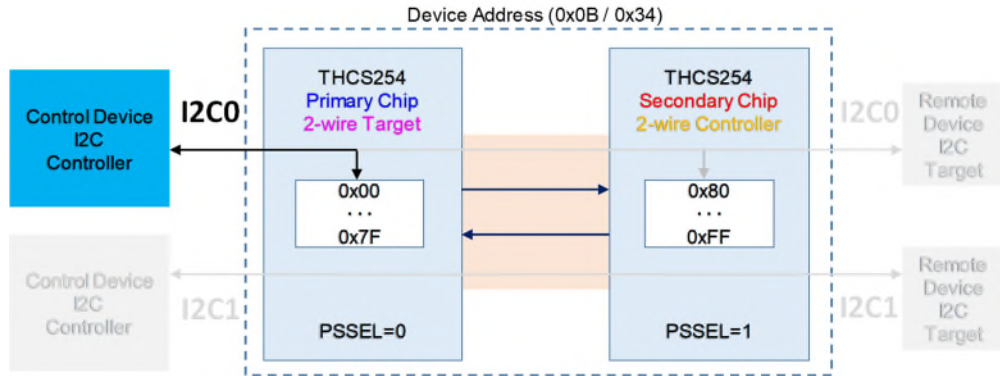 Device Address (0x0B / 0x34)
Control Device
I2C
Controller
I2C0
THCS254
Primary Chip
2-wire Target
0x00
...
0x7F
PSSEL=0
THCS254
Secondary Chip
2-wire Controller
0x80
...
0xFF
PSSEL=1
I2C0
Remote
Device
I2C
Target
Control Device
I2C
Controller
I2C1
I2C1
Remote
Device
I2C
Target